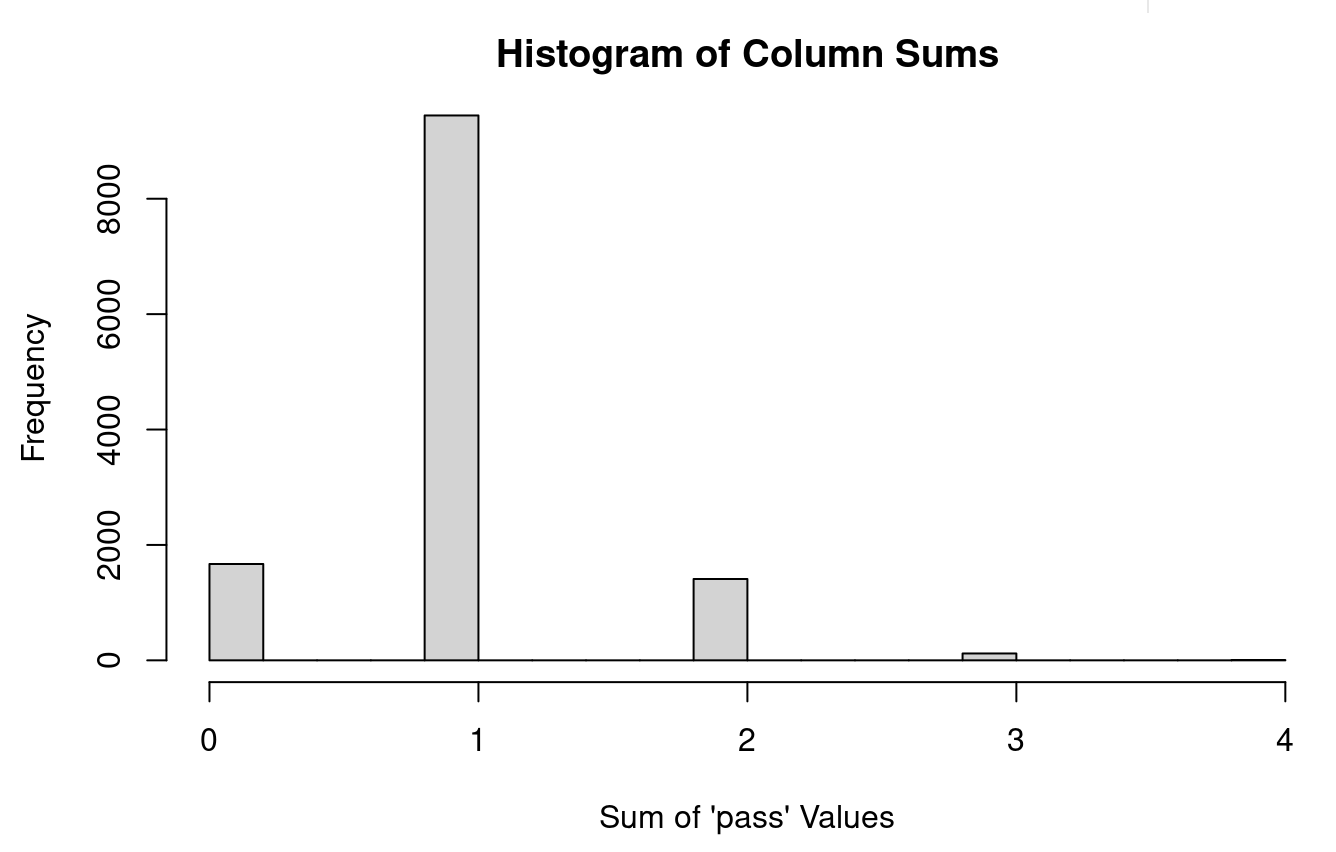 Histogram of Column Sums
Frequency
8000
6000
4000
2000
0
0 1 2 3 4
Sum of 'pass' Values